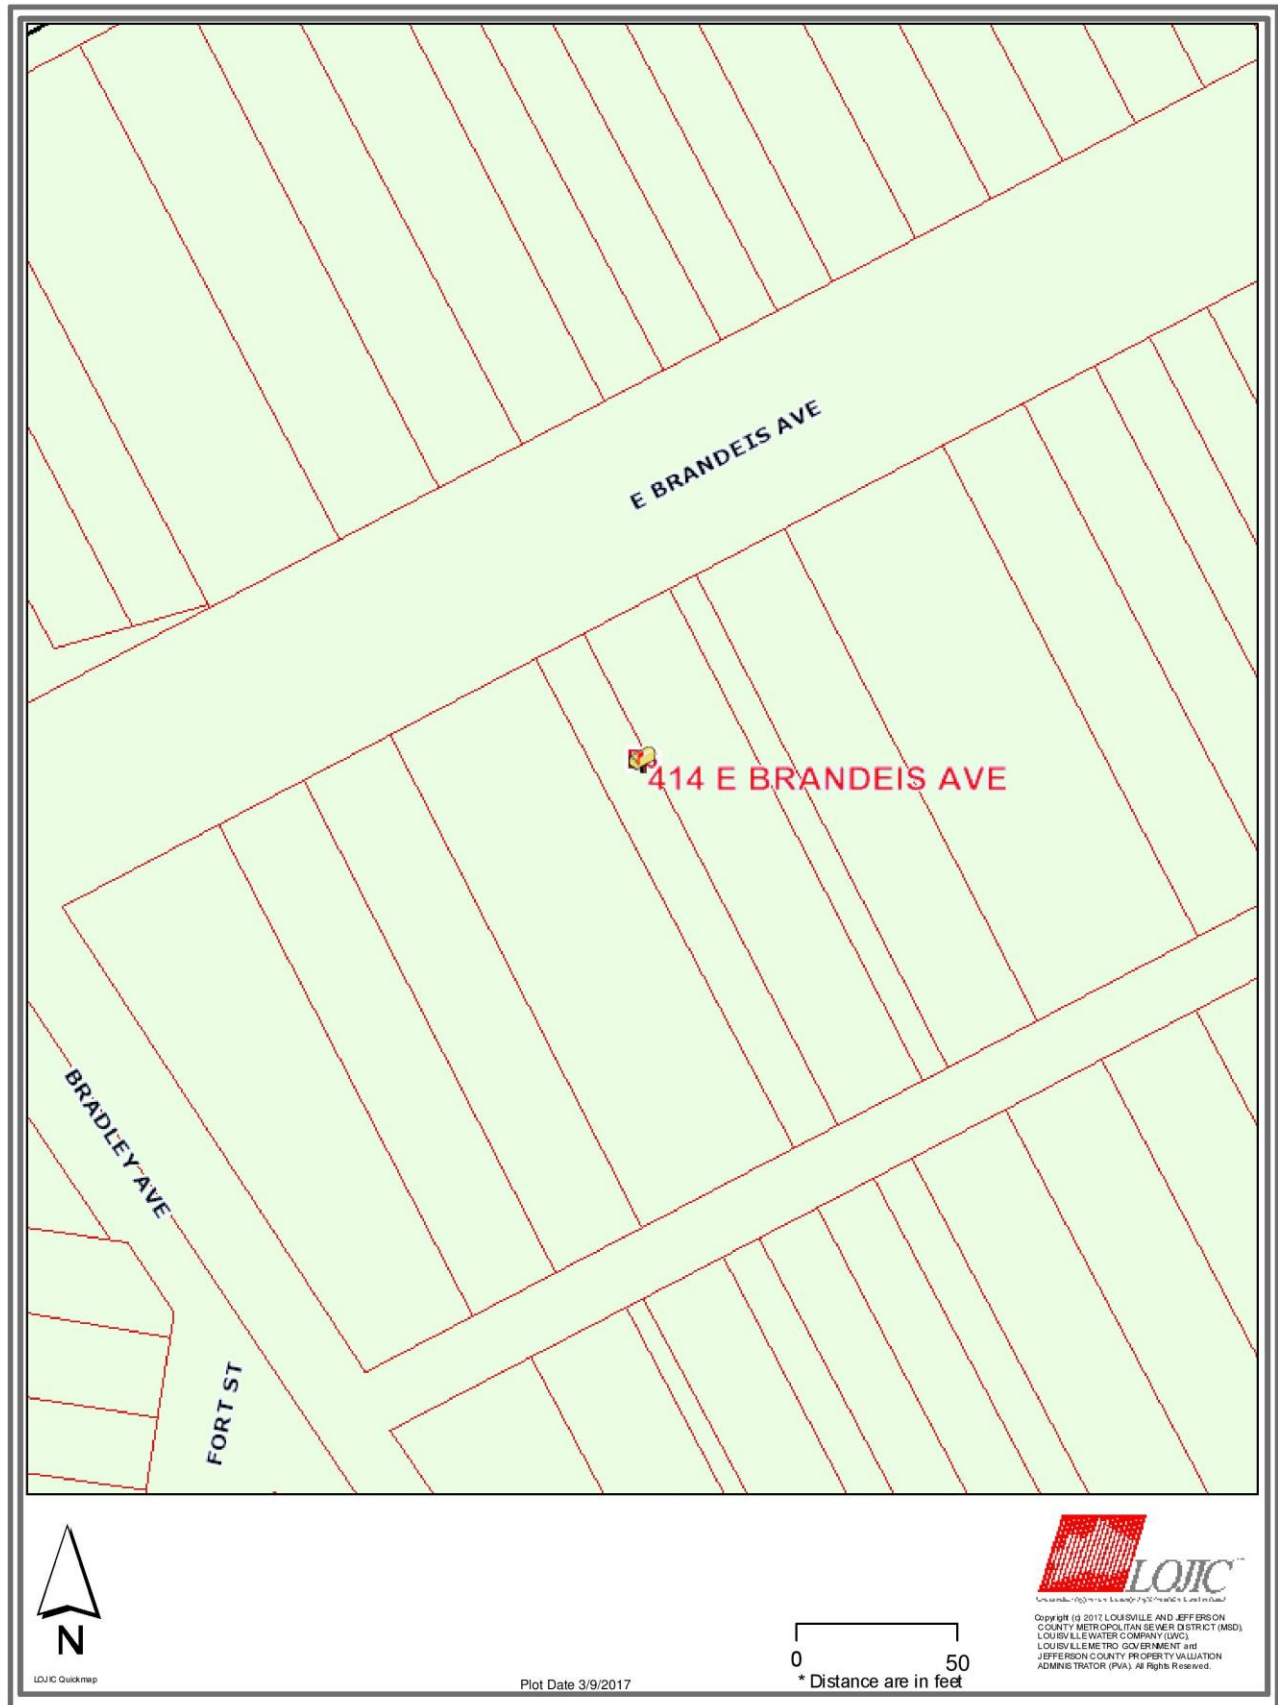 E BRANDEIS AVE
414 E BRANDEIS AVE
BRADLEY AVE
FORT ST
N
LOJIC Quickmap
Plot Date 3/9/2017
0 50
* Distance are in feet
LOJIC
Copyright (c) 2017, LOUISVILLE AND JEFFERSON
COUNTY METROPOLITAN SEWER DISTRICT (MSD),
LOUISVILLE WATER COMPANY (LWC),
LOUISVILLE METRO GOVERNMENT and
JEFFERSON COUNTY PROPERTY VALUATION
ADMINISTRATOR (PVA). All Rights Reserved.